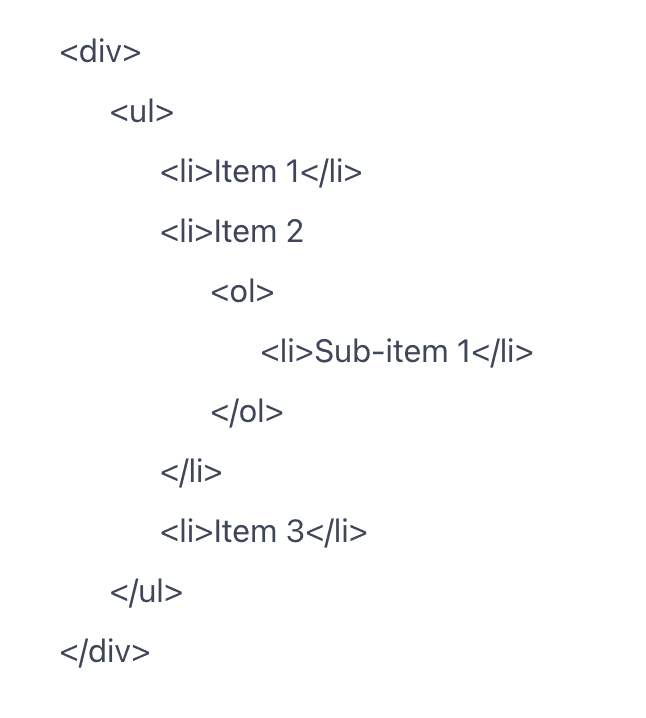 <div>
<ul>
<li>Item 1</li>
<li>Item 2
<ol>
<li>Sub-item 1</li>
</ol>
</li>
<li>Item 3</li>
</ul>
</div>